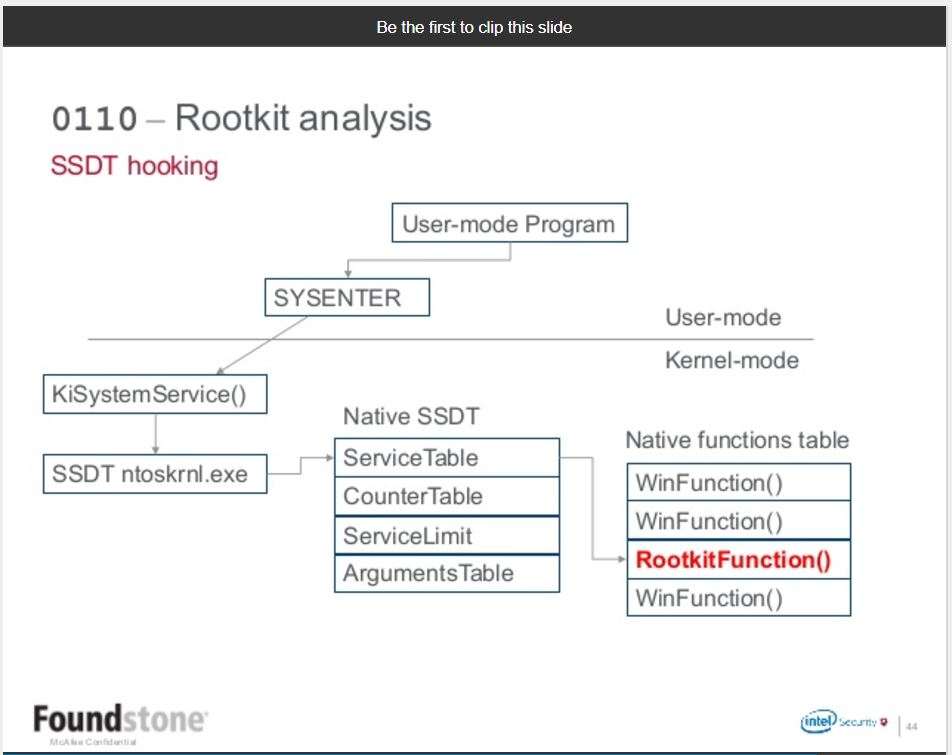 Be the first to clip this slide
0110 – Rootkit analysis
SSDT hooking
User-mode Program
SYSENTER
User-mode
Kernel-mode
KiSystemService()
SSDT ntoskrnl.exe
Native SSDT
ServiceTable
CounterTable
ServiceLimit
ArgumentsTable
Native functions table
WinFunction()
WinFunction()
RootkitFunction()
WinFunction()
Foundstone
McAfee Confidential
intel Security
44